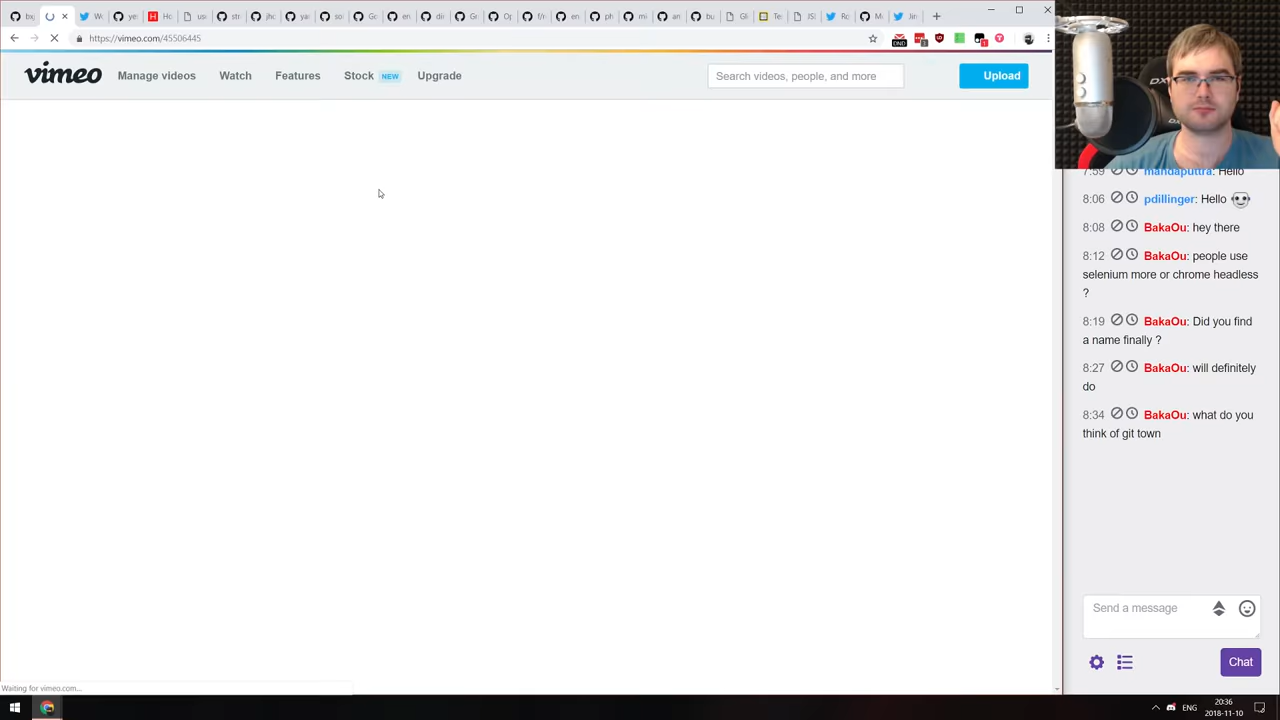 https://vimeo.com/45506445
vimeo
Manage videos
Watch
Features
Stock NEW
Upgrade
Search videos, people, and more
Upload
7:59 mandaputtra: Hello
8:06 pdillinger: Hello
8:08 BakaOu: hey there
8:12 BakaOu: people use
selenium more or chrome headless
?
8:19 BakaOu: Did you find
a name finally ?
8:27 BakaOu: will definitely
do
8:34 BakaOu: what do you
think of git town
Send a message
Chat
Waiting for vimeo.com...
ENG
20:36
2018-11-10